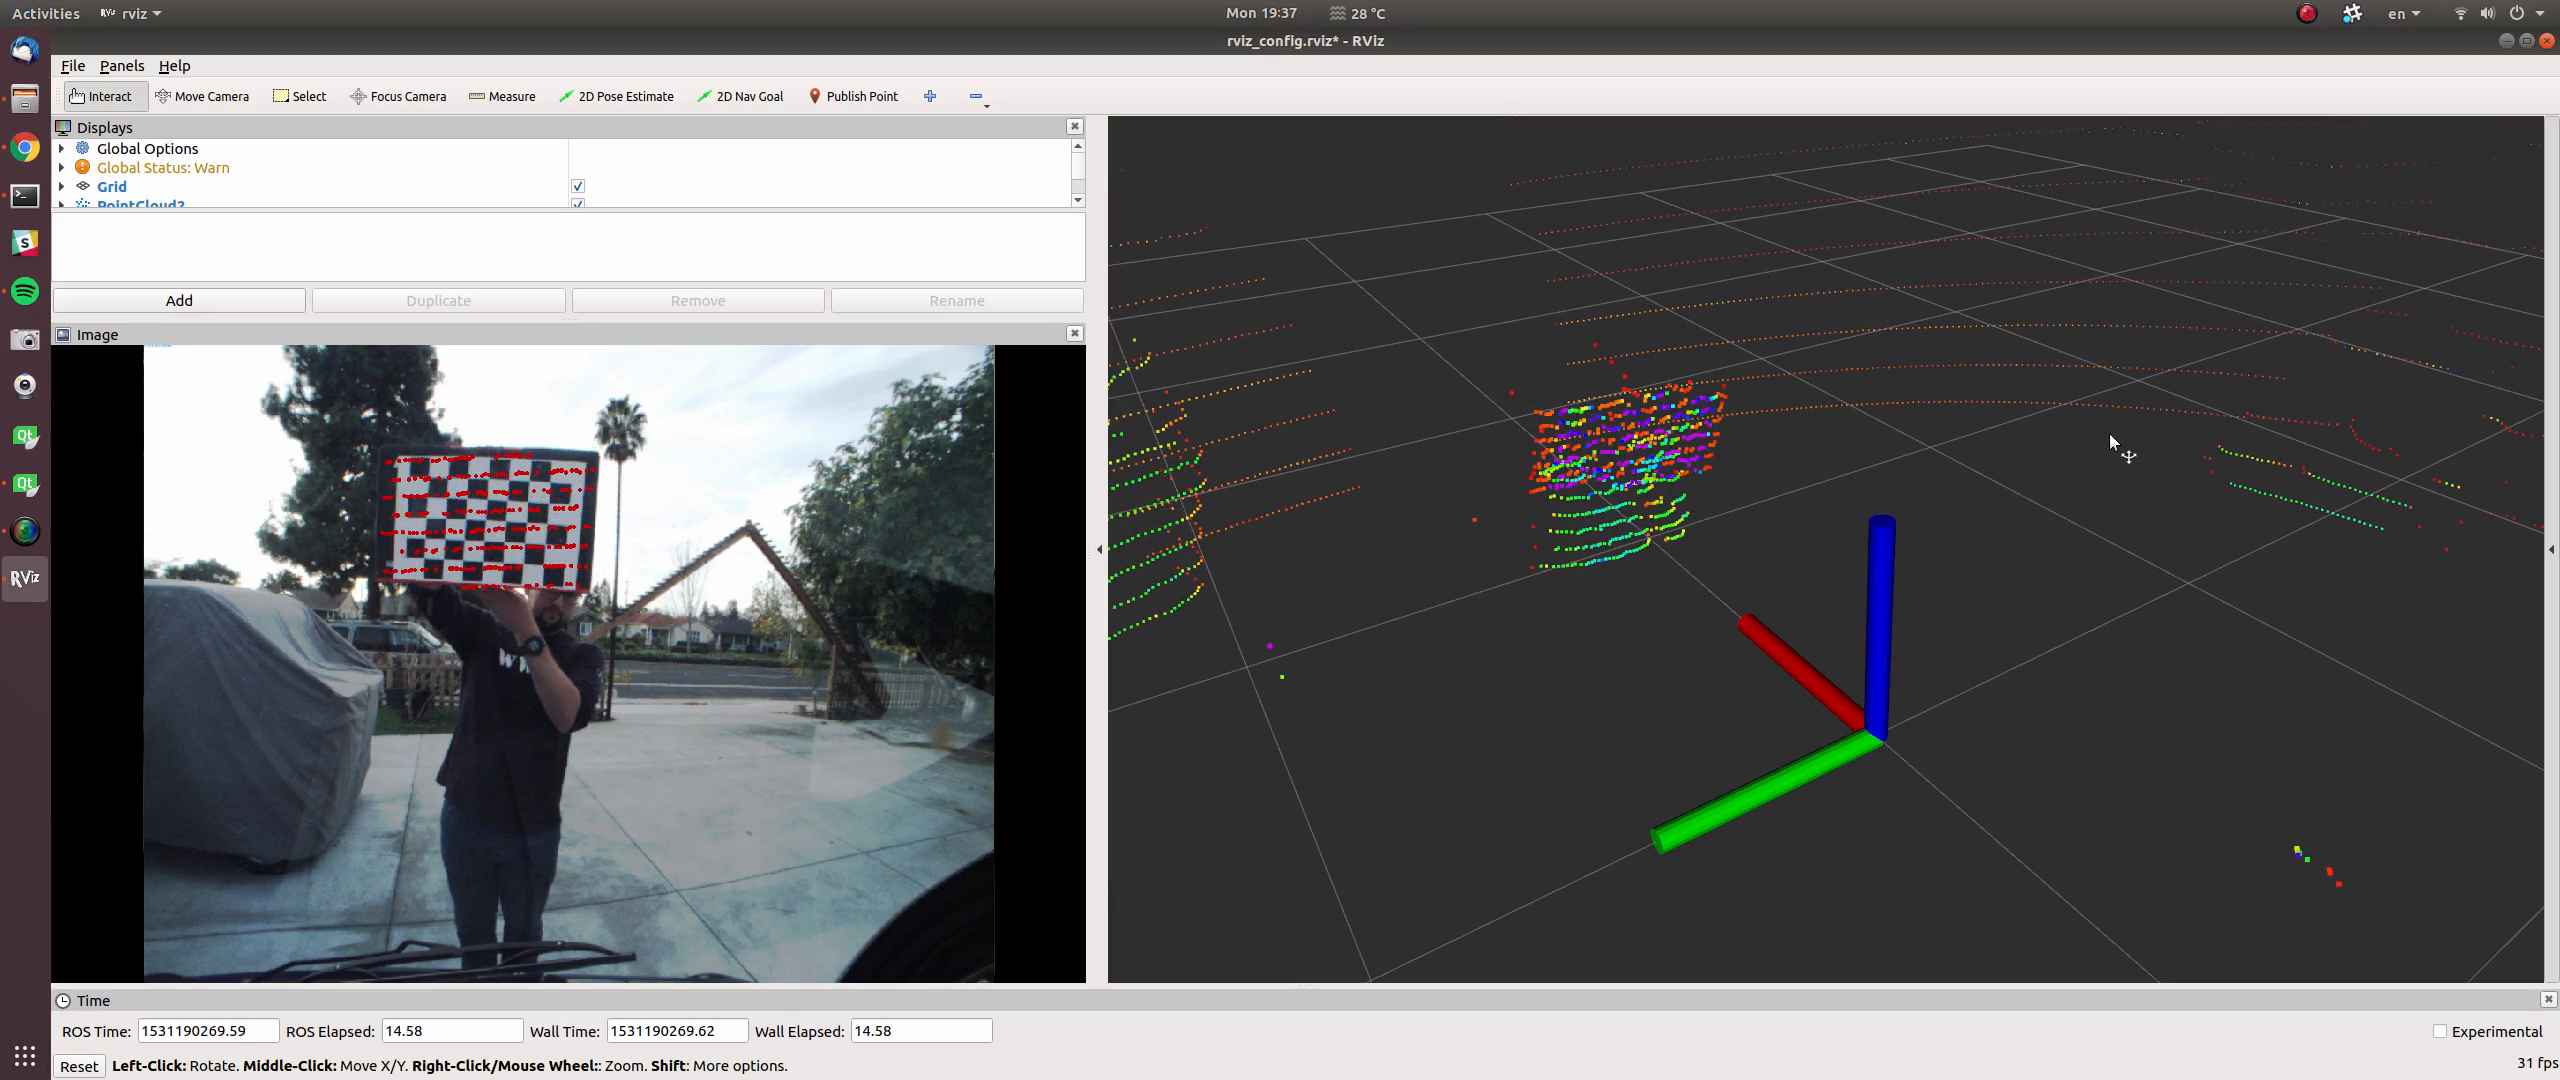 Activities RViz rviz Mon 19:37 28 °C en
rviz_config.rviz* - RViz
File Panels Help
Interact Move Camera Select Focus Camera Measure 2D Pose Estimate 2D Nav Goal Publish Point
Displays
Global Options
Global Status: Warn
Grid
PointCloud2
Add Duplicate Remove Rename
Image
S
Qt
Qt
RViz
Time
ROS Time: 1531190269.59 ROS Elapsed: 14.58 Wall Time: 1531190269.62 Wall Elapsed: 14.58 Experimental
Reset Left-Click: Rotate. Middle-Click: Move X/Y. Right-Click/Mouse Wheel:: Zoom. Shift: More options. 31 fps